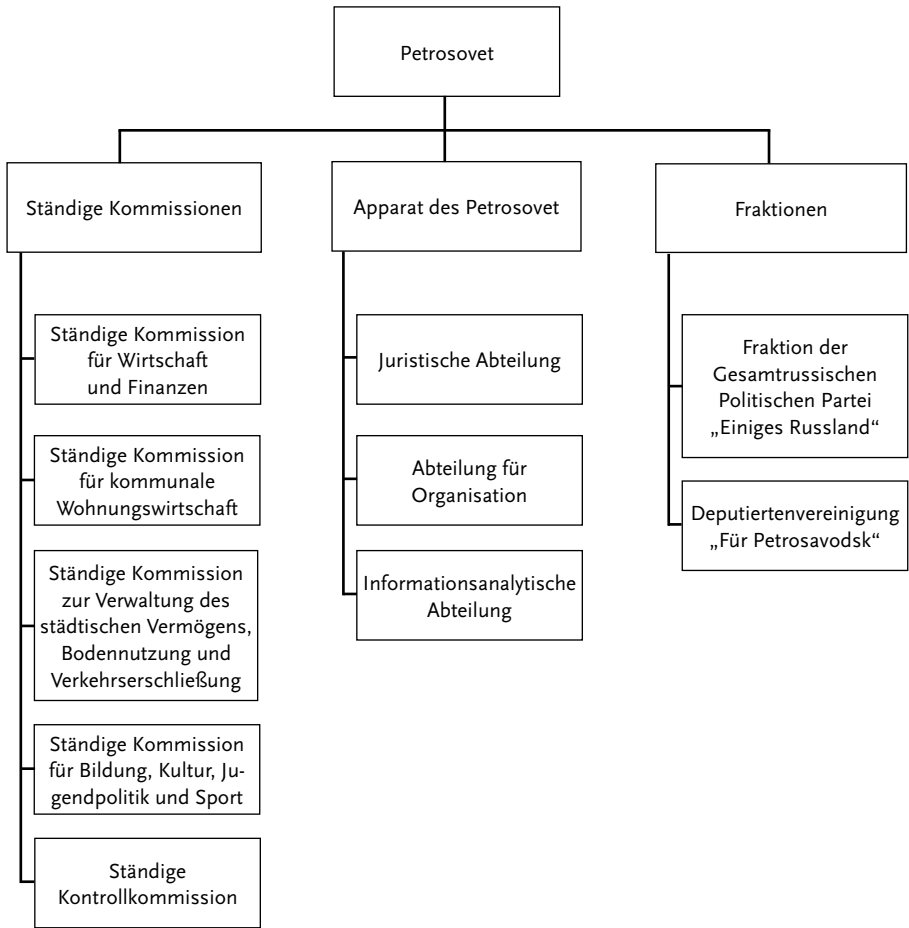 Petrosovet
Ständige Kommissionen
Ständige Kommission
für Wirtschaft
und Finanzen
Ständige Kommission
für kommunale
Wohnungswirtschaft
Ständige Kommission
zur Verwaltung des
städtischen Vermögens,
Bodennutzung und
Verkehrserschließung
Ständige Kommission
für Bildung, Kultur, Ju-
gendpolitik und Sport
Ständige
Kontrollkommission
Apparat des Petrosovet
Juristische Abteilung
Abteilung für
Organisation
Informationsanalytische
Abteilung
Fraktionen
Fraktion der
Gesamtrussischen
Politischen Partei
„Einiges Russland“
Deputiertenvereinigung
„Für Petrosavodsk“